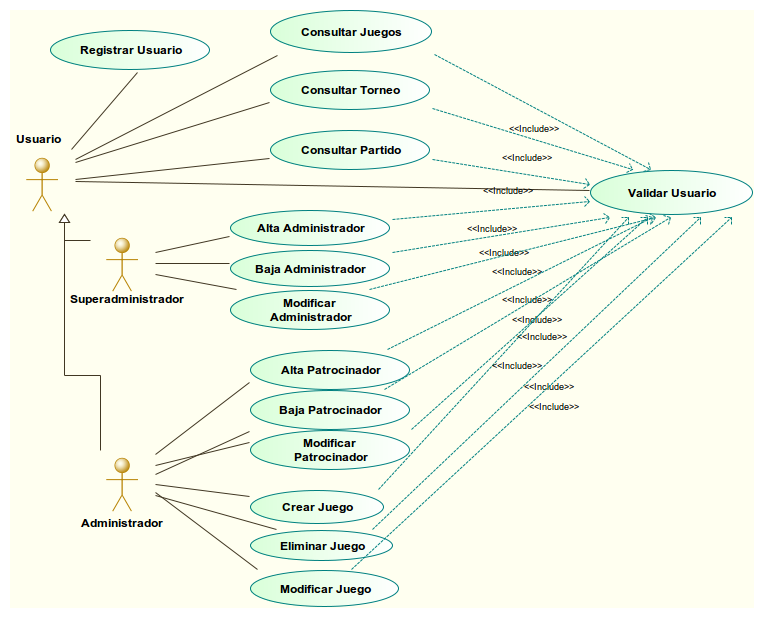 Consultar Juegos
Registrar Usuario
Consultar Torneo
<<Include>>
Usuario
Consultar Partido
<<Include>>
<<Include>>
Validar Usuario
Alta Administrador
<<Include>>
<<Include>>
Baja Administrador
<<Include>>
Superadministrador
<<Include>>
Modificar
Administrador
<<Include>>
<<Include>>
Alta Patrocinador
<<Include>>
<<Include>>
Baja Patrocinador
<<Include>>
Modificar
Patrocinador
Crear Juego
Administrador
Eliminar Juego
Modificar Juego